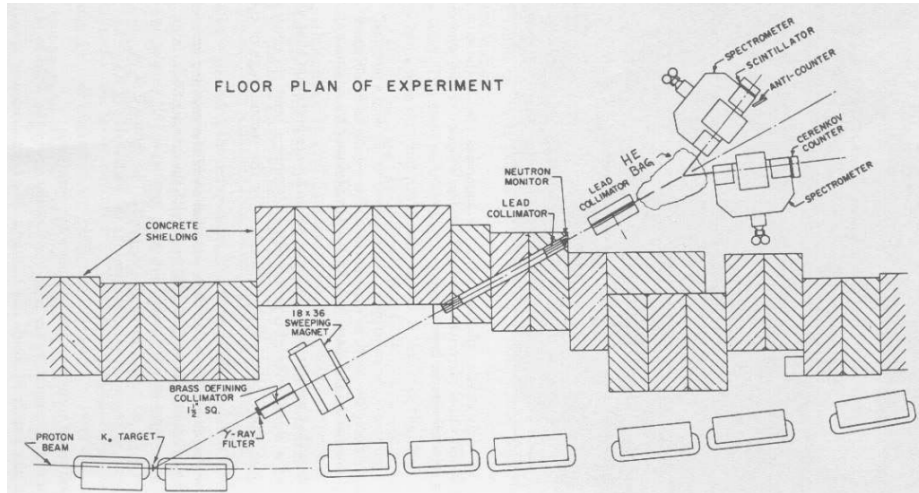 FLOOR PLAN OF EXPERIMENT
SPECTROMETER
SCINTILLATOR
ANTI-COUNTER
CERENKOV
COUNTER
SPECTROMETER
HE
BAG
LEAD
COLLIMATOR
NEUTRON
MONITOR
LEAD
COLLIMATOR
CONCRETE
SHIELDING
18 x 36
SWEEPING
MAGNET
BRASS DEFINING
COLLIMATOR
1½" SQ.
γ-RAY
FILTER
PROTON
BEAM
K₀ TARGET